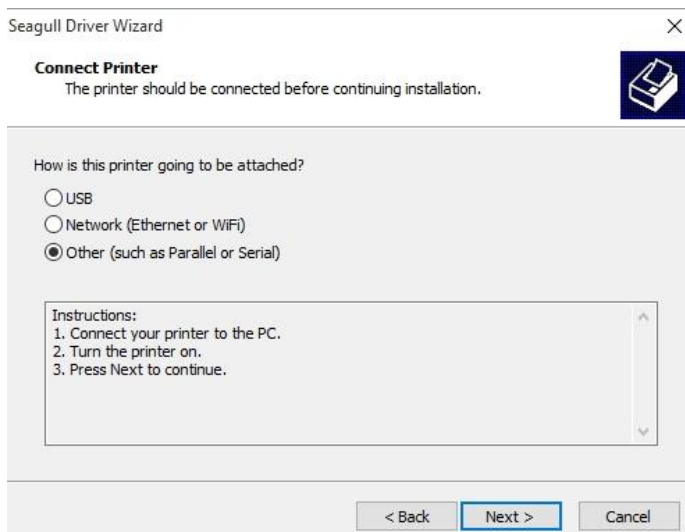 Seagull Driver Wizard
Connect Printer
The printer should be connected before continuing installation.
How is this printer going to be attached?
USB
Network (Ethernet or WiFi)
Other (such as Parallel or Serial)
Instructions:
1. Connect your printer to the PC.
2. Turn the printer on.
3. Press Next to continue.
< Back Next > Cancel